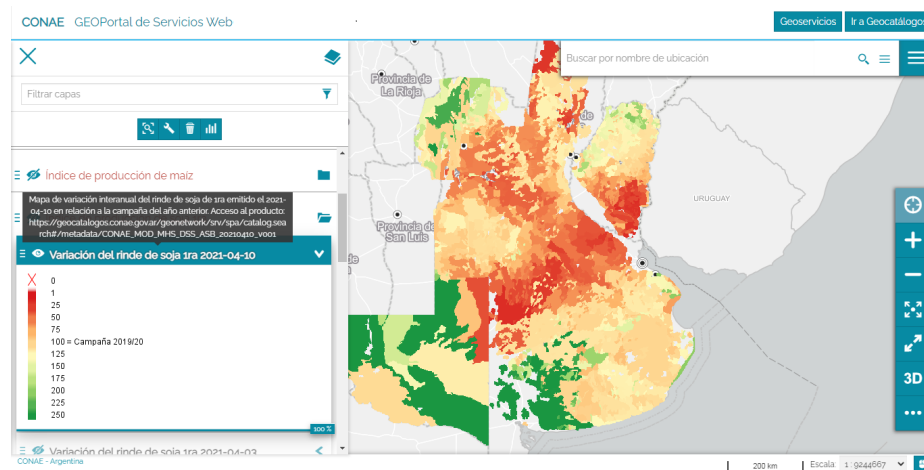 CONAE GEOPortal de Servicios Web
Geoservicios
Ir a Geocatálogos
Filtrar capas
Buscar por nombre de ubicación
Índice de producción de maíz
Mapa de variación interanual del rinde de soja de 1ra emitido el 2021-
04-10 en relación a la campaña del año anterior. Acceso al producto:
https://geocatalogos.conae.gov.ar/geonetwork/srv/spa/catalog.sea
rch#/metadata/CONAE_MOD_MHS_DSS_ASB_20210410_v001
Variación del rinde de soja 1ra 2021-04-10
0
1
25
50
75
100 = Campaña 2019/20
125
150
175
200
225
250
100 %
Variación del rinde de soja 1ra 2021-04-03
CONAE - Argentina
Provincia de
La Rioja
de
Provincia de
San Luis
URUGUAY
3D
200 km
Escala: 1 : 9244667